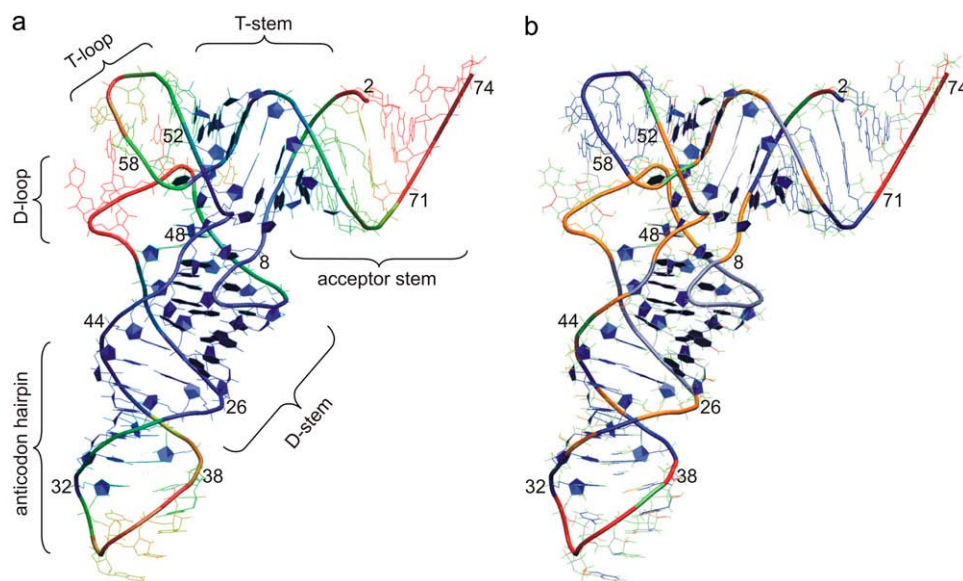 a
T-stem
T-loop
2
74
52
58
71
D-loop
48
8
acceptor stem
44
D-stem
26
anticodon hairpin
38
32
b
2
74
52
58
71
48
8
44
26
38
32